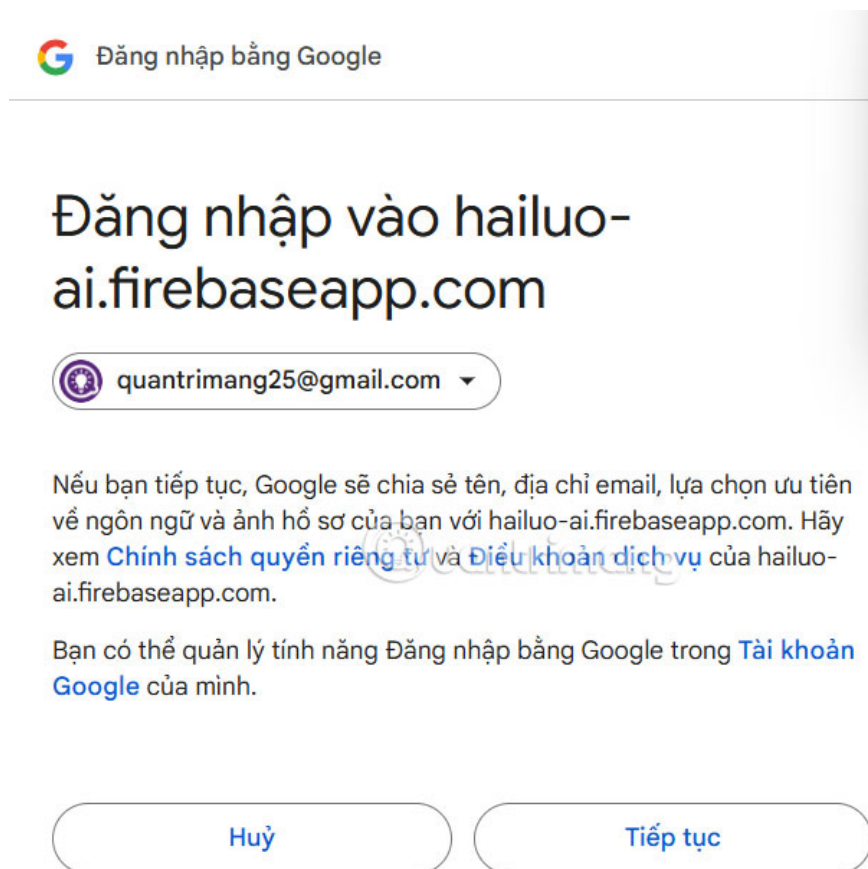 Đăng nhập bằng Google
Đăng nhập vào hailuo-
ai.firebaseapp.com
quantrimang25@gmail.com
Nếu bạn tiếp tục, Google sẽ chia sẻ tên, địa chỉ email, lựa chọn ưu tiên
về ngôn ngữ và ảnh hồ sơ của bạn với hailuo-ai.firebaseapp.com. Hãy
xem Chính sách quyền riêng tư và Điều khoản dịch vụ của hailuo-
ai.firebaseapp.com.
Bạn có thể quản lý tính năng Đăng nhập bằng Google trong Tài khoản
Google của mình.
Huỷ Tiếp tục